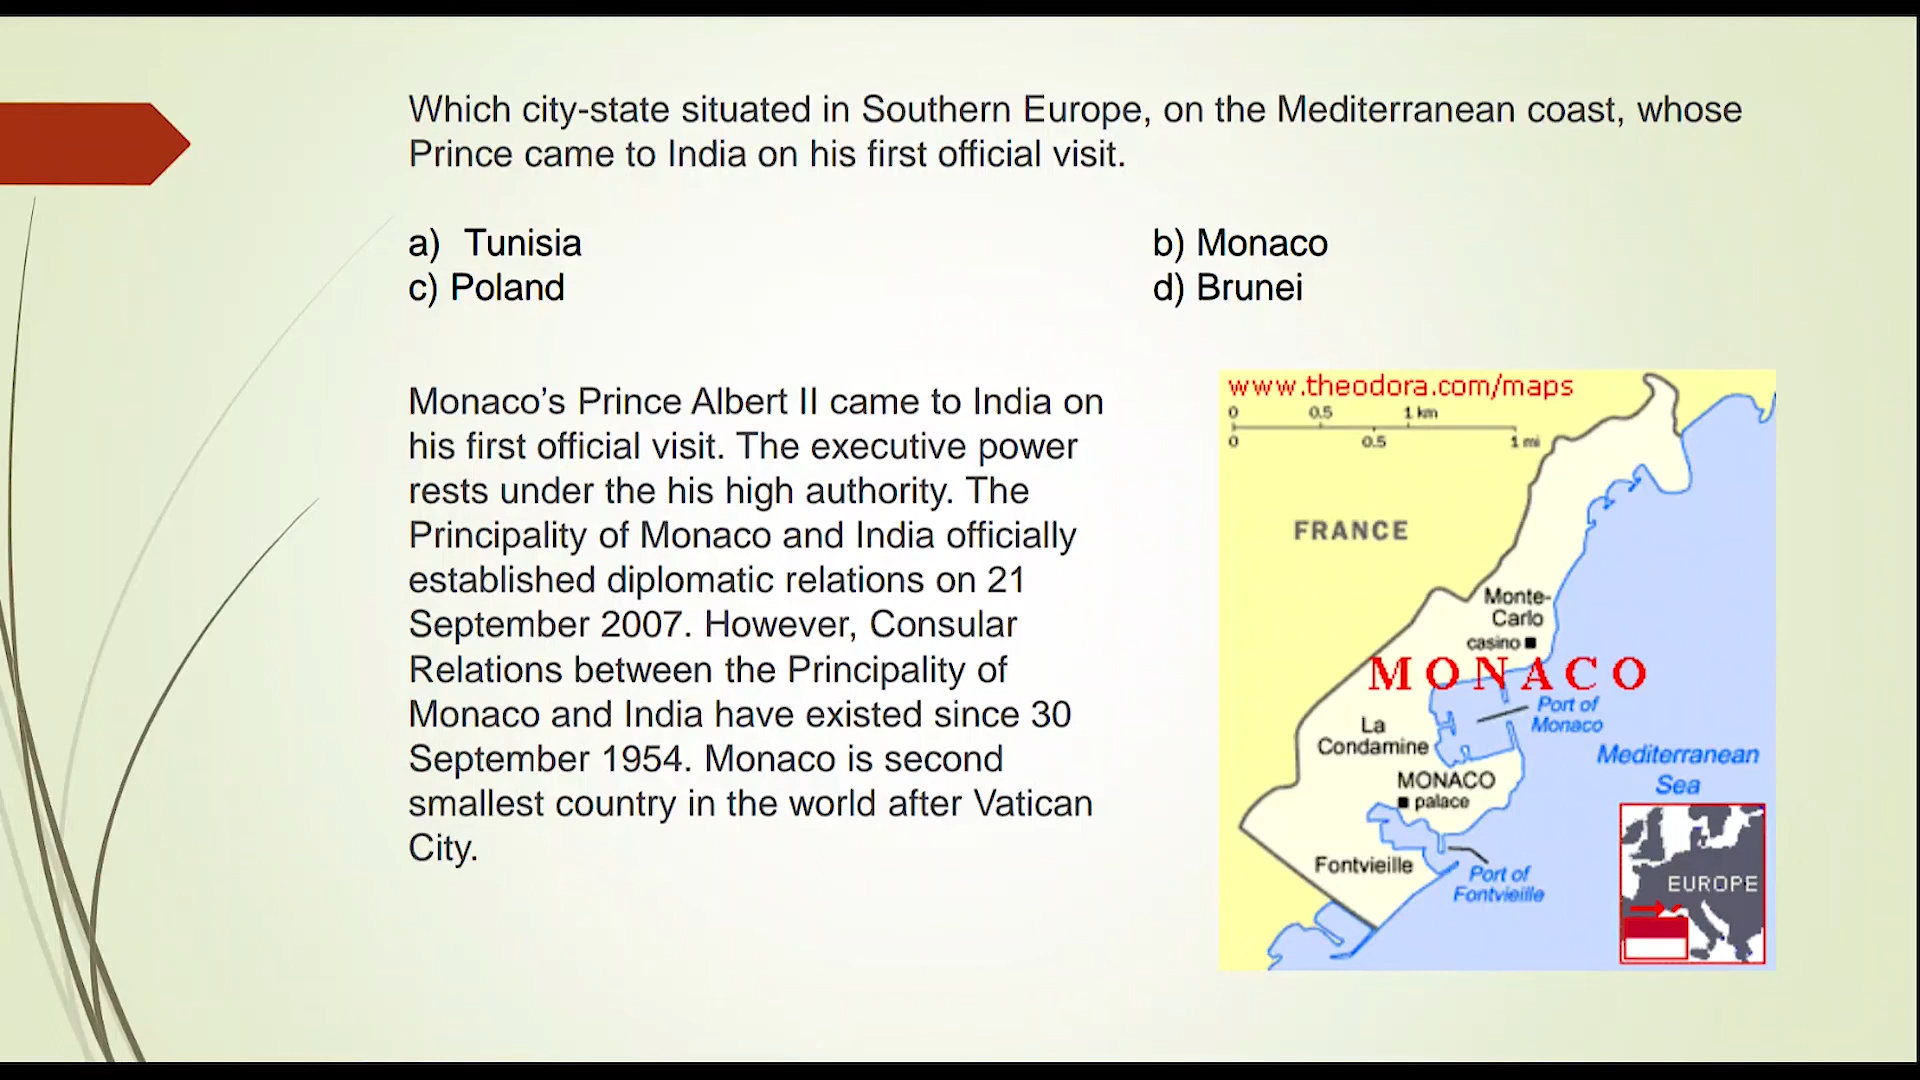 Which city-state situated in Southern Europe, on the Mediterranean coast, whose
Prince came to India on his first official visit.
a) Tunisia
b) Monaco
c) Poland
d) Brunei
Monaco’s Prince Albert II came to India on
his first official visit. The executive power
rests under the his high authority. The
Principality of Monaco and India officially
established diplomatic relations on 21
September 2007. However, Consular
Relations between the Principality of
Monaco and India have existed since 30
September 1954. Monaco is second
smallest country in the world after Vatican
City.
www.theodora.com/maps
0 0.5 1 km
0 0.5 1 mi
FRANCE
Monte-
Carlo
casino
MONACO
Port of
Monaco
La
Condamine
Mediterranean
Sea
MONACO
palace
Fontvieille
Port of
Fontvieille
EUROPE